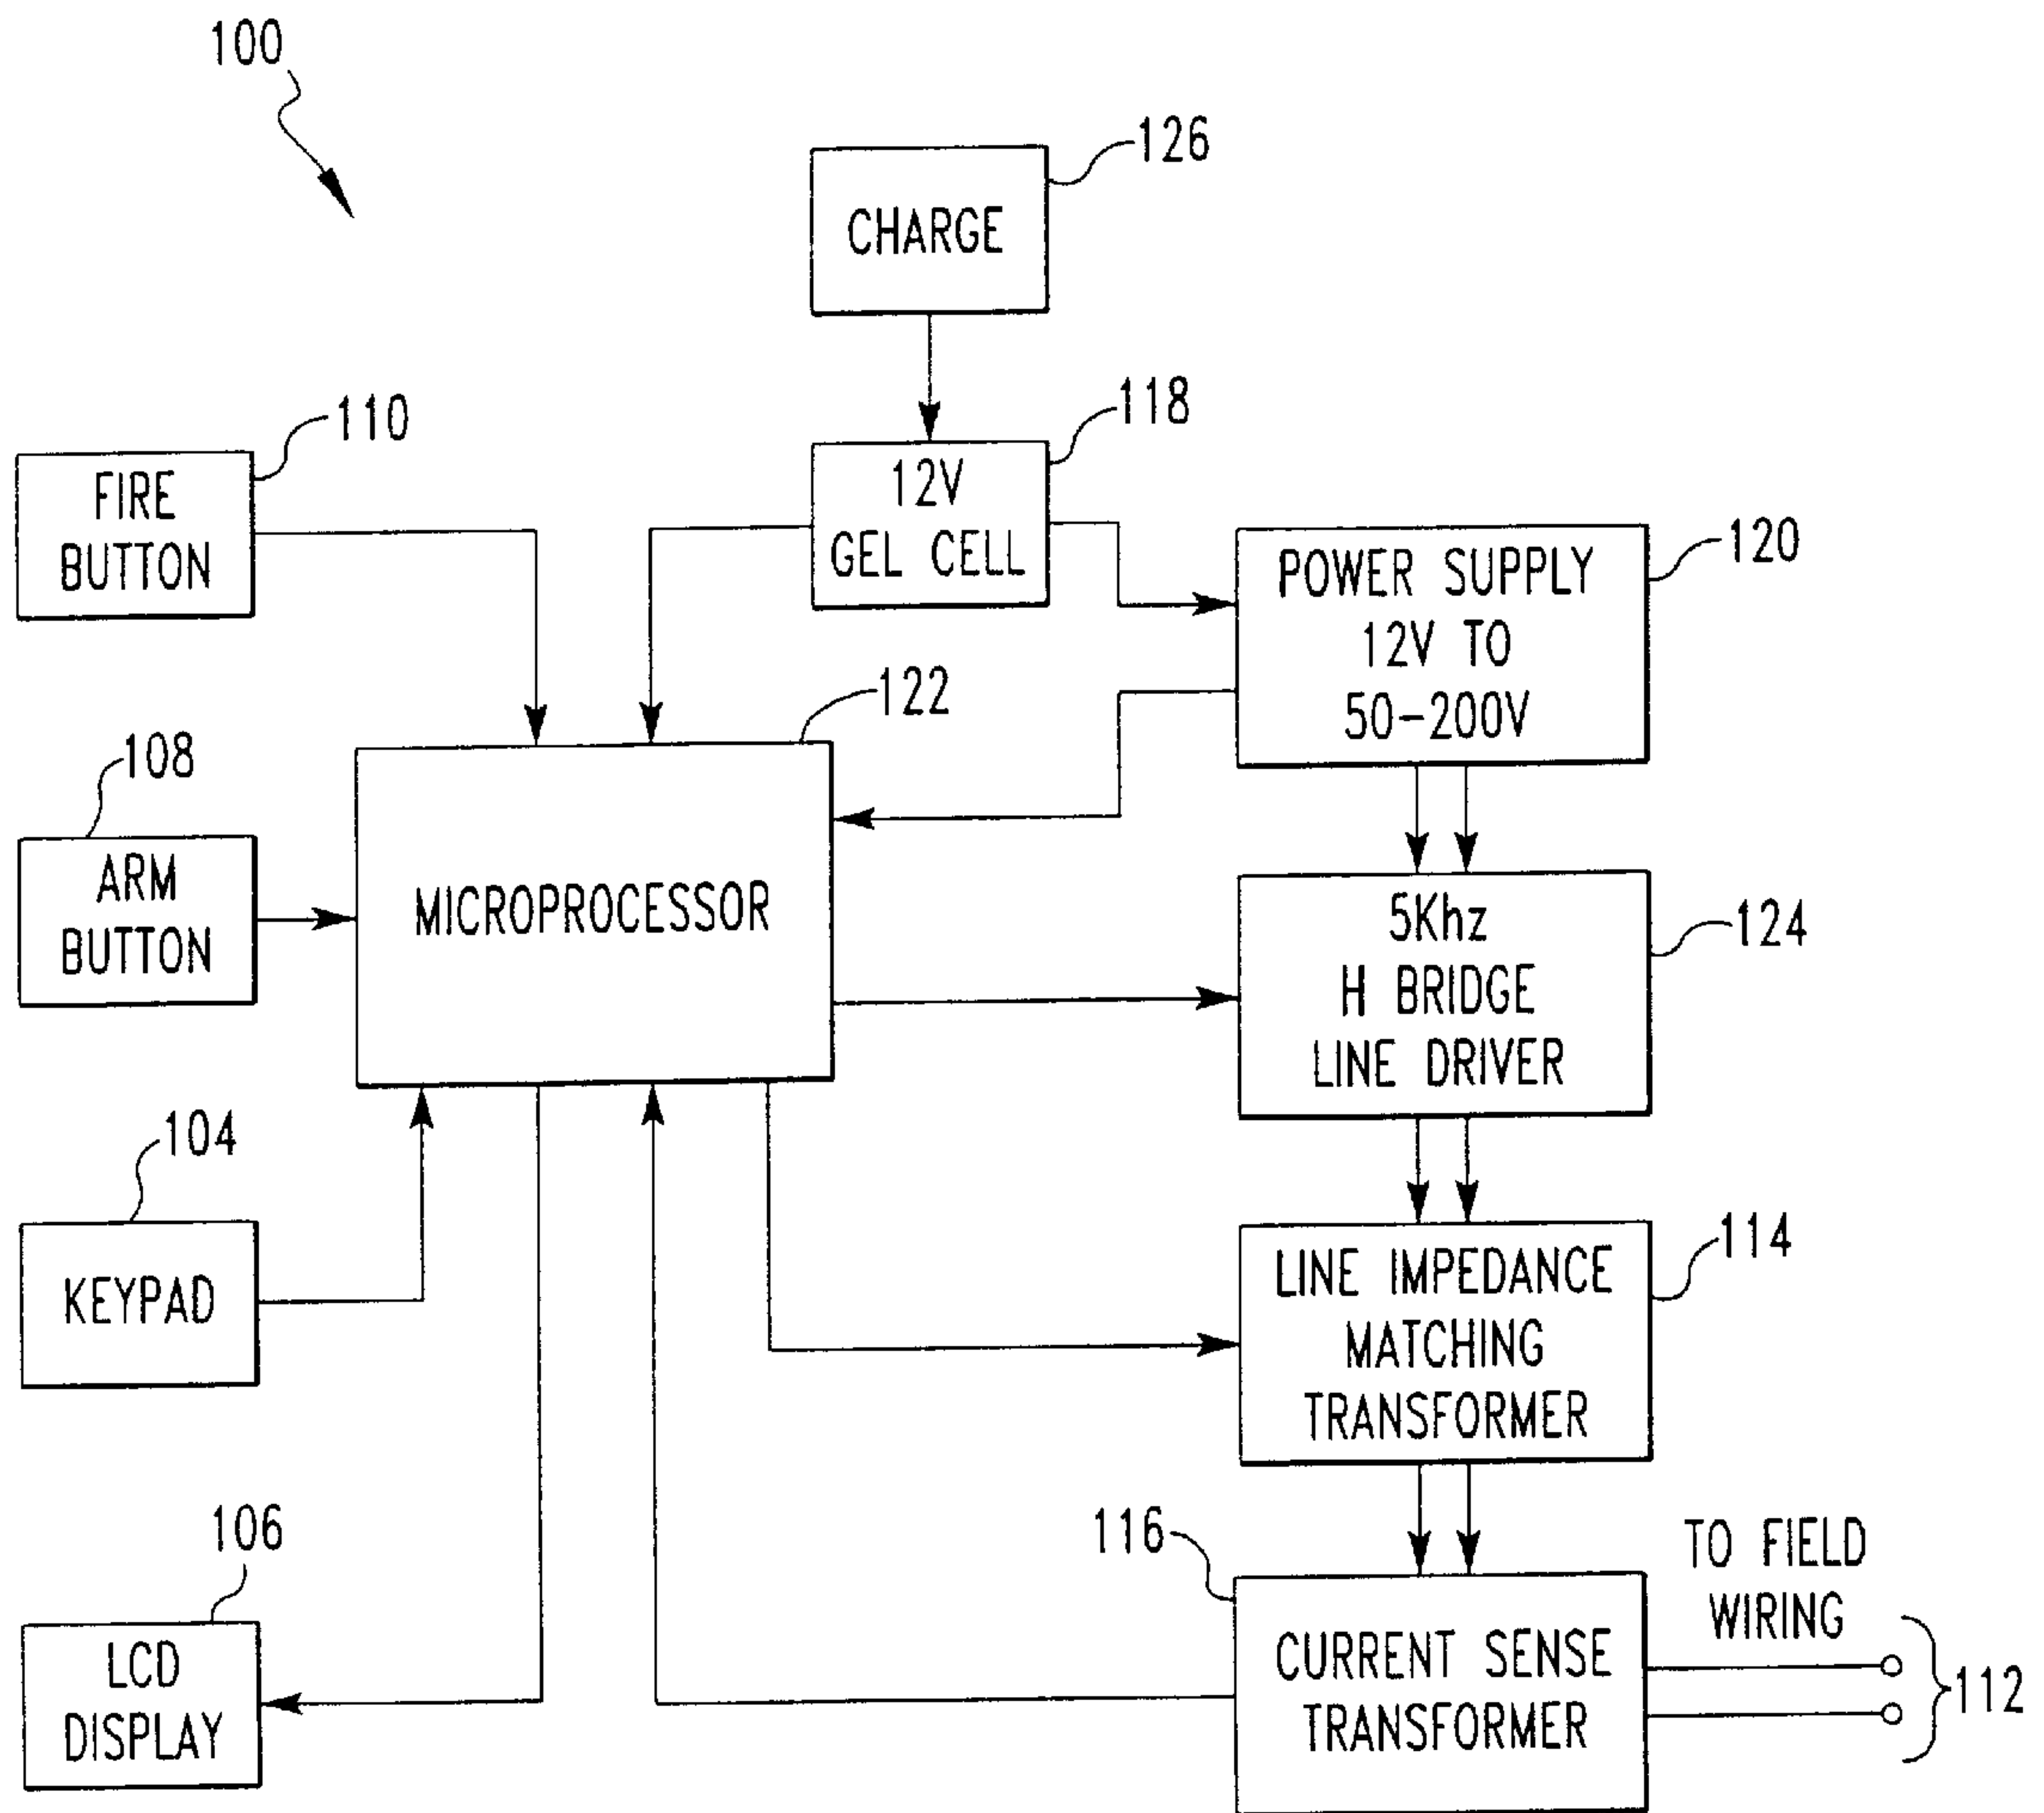 100
126
CHARGE
118
12V
GEL CELL
110
FIRE
BUTTON
120
POWER SUPPLY
12V TO
50-200V
122
MICROPROCESSOR
108
ARM
BUTTON
124
5Khz
H BRIDGE
LINE DRIVER
104
KEYPAD
114
LINE IMPEDANCE
MATCHING
TRANSFORMER
106
LCD
DISPLAY
116
CURRENT SENSE
TRANSFORMER
TO FIELD
WIRING
112